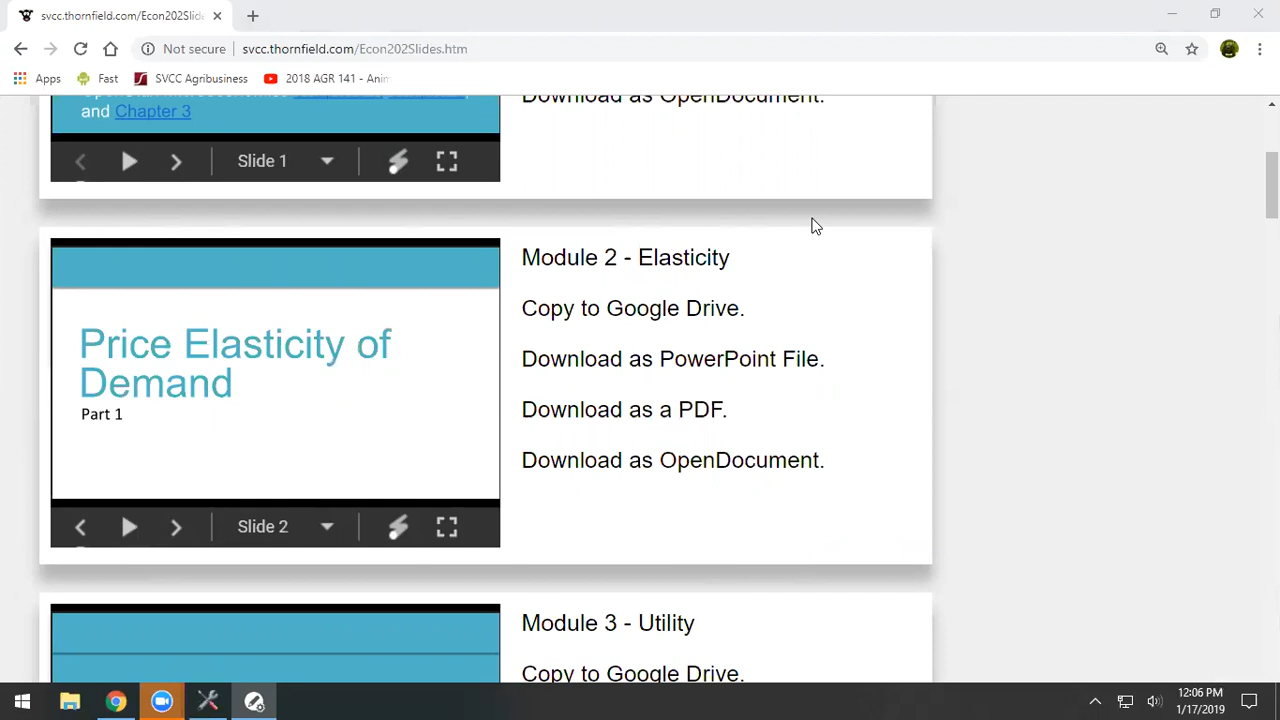 svcc.thornfield.com/Econ202Slide
Not secure
svcc.thornfield.com/Econ202Slides.htm
Apps
Fast
SVCC Agribusiness
2018 AGR 141 - Anim
Download as OpenDocument.
and Chapter 3
Slide 1
Module 2 - Elasticity
Copy to Google Drive.
Price Elasticity of
Demand
Part 1
Download as PowerPoint File.
Download as a PDF.
Download as OpenDocument.
Slide 2
Module 3 - Utility
Copy to Google Drive.
12:06 PM
1/17/2019